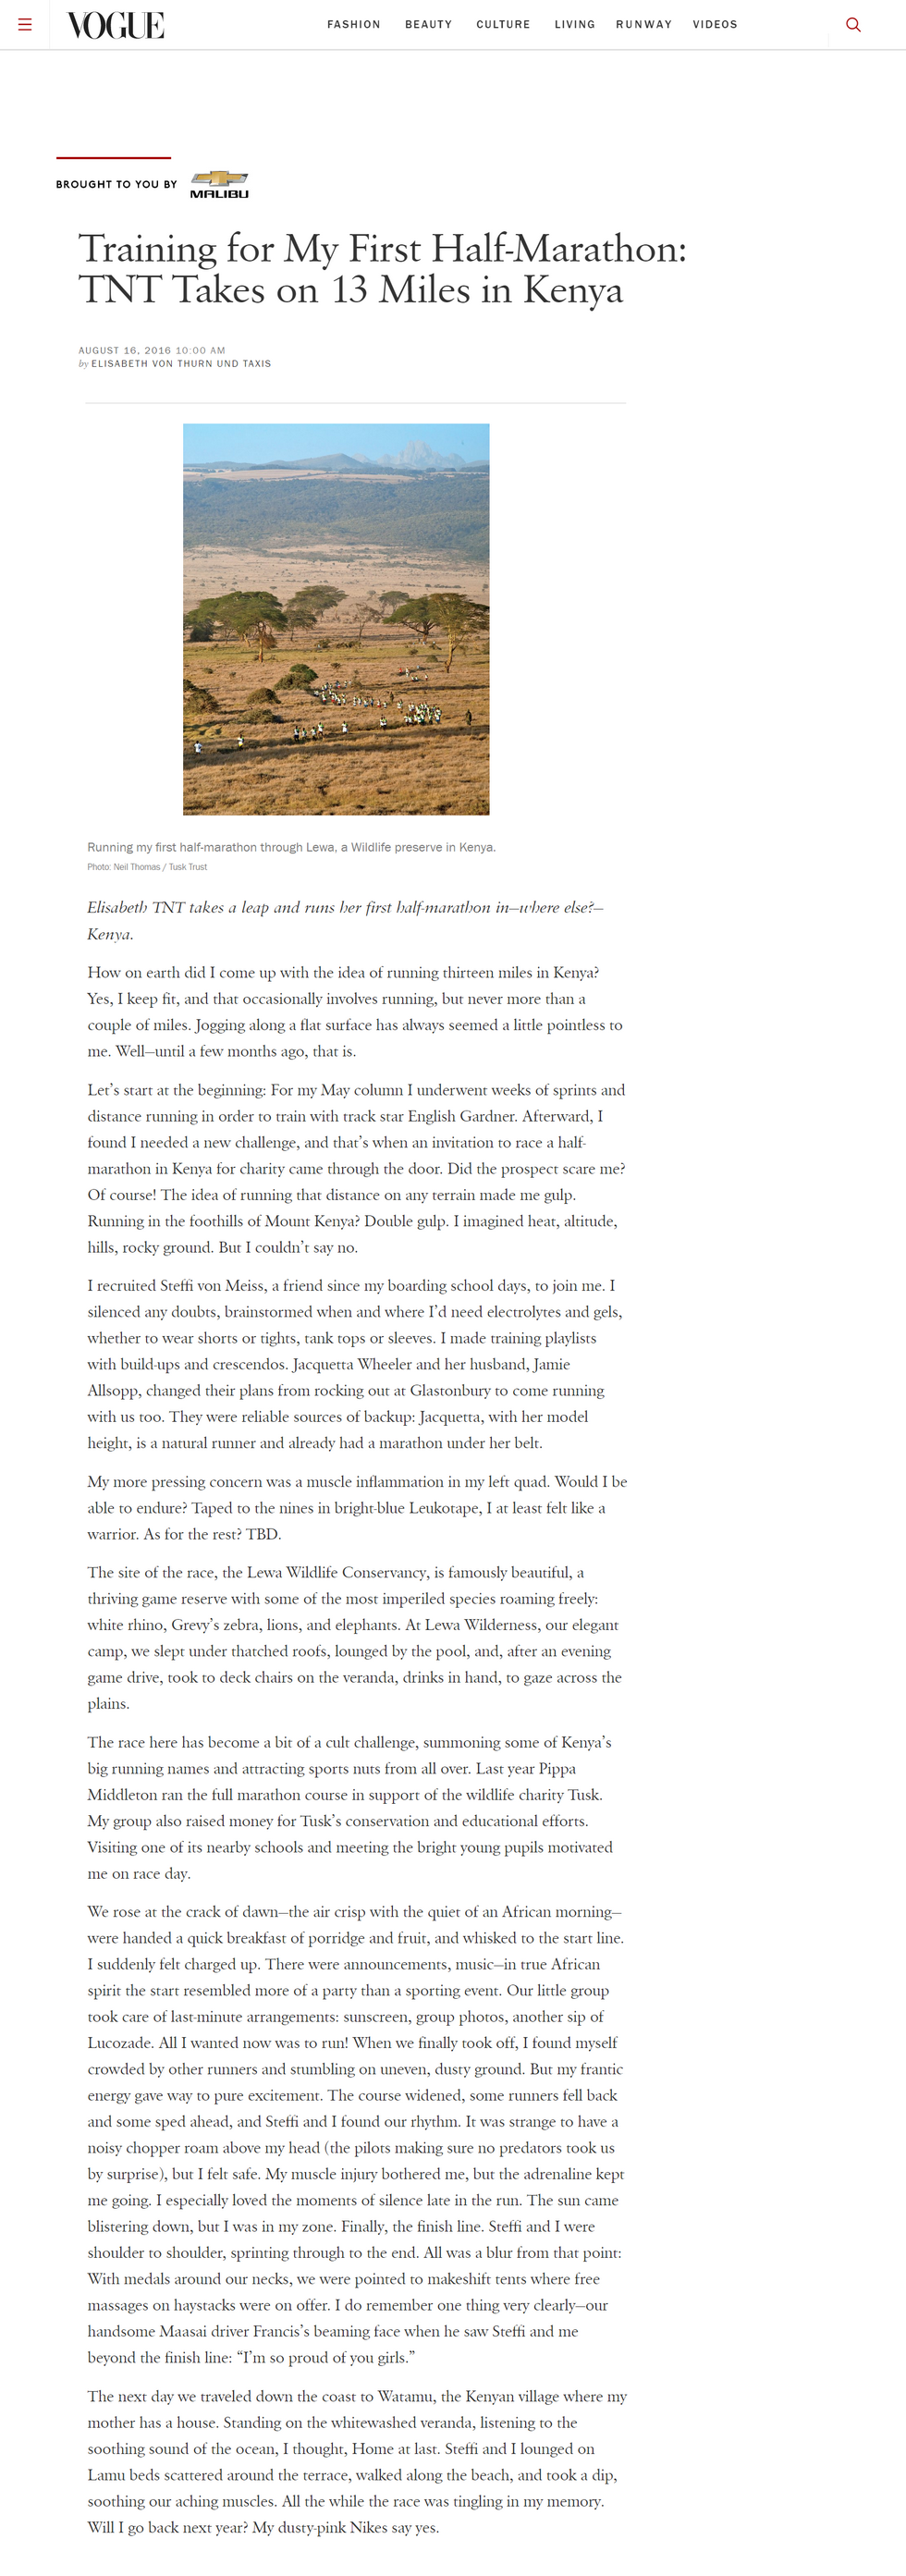 VOGUE
FASHION BEAUTY CULTURE LIVING RUNWAY VIDEOS
BROUGHT TO YOU BY
MALIBU
Training for My First Half-Marathon:
TNT Takes on 13 Miles in Kenya
AUGUST 16, 2016 10:00 AM
by ELISABETH VON THURN UND TAXIS
Running my first half-marathon through Lewa, a Wildlife preserve in Kenya.
Photo: Neil Thomas / Tusk Trust
Elisabeth TNT takes a leap and runs her first half-marathon in—where else?—
Kenya.
How on earth did I come up with the idea of running thirteen miles in Kenya?
Yes, I keep fit, and that occasionally involves running, but never more than a
couple of miles. Jogging along a flat surface has always seemed a little pointless to
me. Well—until a few months ago, that is.
Let's start at the beginning: For my May column I underwent weeks of sprints and
distance running in order to train with track star English Gardner. Afterward, I
found I needed a new challenge, and that's when an invitation to race a half-
marathon in Kenya for charity came through the door. Did the prospect scare me?
Of course! The idea of running that distance on any terrain made me gulp.
Running in the foothills of Mount Kenya? Double gulp. I imagined heat, altitude,
hills, rocky ground. But I couldn't say no.
I recruited Steffi von Meiss, a friend since my boarding school days, to join me. I
silenced any doubts, brainstormed when and where I'd need electrolytes and gels,
whether to wear shorts or tights, tank tops or sleeves. I made training playlists
with build-ups and crescendos. Jacquetta Wheeler and her husband, Jamie
Allsopp, changed their plans from rocking out at Glastonbury to come running
with us too. They were reliable sources of backup: Jacquetta, with her model
height, is a natural runner and already had a marathon under her belt.
My more pressing concern was a muscle inflammation in my left quad. Would I be
able to endure? Taped to the nines in bright-blue Leukotape, I at least felt like a
warrior. As for the rest? TBD.
The site of the race, the Lewa Wildlife Conservancy, is famously beautiful, a
thriving game reserve with some of the most imperiled species roaming freely:
white rhino, Grevy's zebra, lions, and elephants. At Lewa Wilderness, our elegant
camp, we slept under thatched roofs, lounged by the pool, and, after an evening
game drive, took to deck chairs on the veranda, drinks in hand, to gaze across the
plains.
The race here has become a bit of a cult challenge, summoning some of Kenya's
big running names and attracting sports nuts from all over. Last year Pippa
Middleton ran the full marathon course in support of the wildlife charity Tusk.
My group also raised money for Tusk's conservation and educational efforts.
Visiting one of its nearby schools and meeting the bright young pupils motivated
me on race day.
We rose at the crack of dawn—the air crisp with the quiet of an African morning—
were handed a quick breakfast of porridge and fruit, and whisked to the start line.
I suddenly felt charged up. There were announcements, music—in true African
spirit the start resembled more of a party than a sporting event. Our little group
took care of last-minute arrangements: sunscreen, group photos, another sip of
Lucozade. All I wanted now was to run! When we finally took off, I found myself
crowded by other runners and stumbling on uneven, dusty ground. But my frantic
energy gave way to pure excitement. The course widened, some runners fell back
and some sped ahead, and Steffi and I found our rhythm. It was strange to have a
noisy chopper roam above my head (the pilots making sure no predators took us
by surprise), but I felt safe. My muscle injury bothered me, but the adrenaline kept
me going. I especially loved the moments of silence late in the run. The sun came
blistering down, but I was in my zone. Finally, the finish line. Steffi and I were
shoulder to shoulder, sprinting through to the end. All was a blur from that point:
With medals around our necks, we were pointed to makeshift tents where free
massages on haystacks were on offer. I do remember one thing very clearly—our
handsome Maasai driver Francis's beaming face when he saw Steffi and me
beyond the finish line: “I'm so proud of you girls.”
The next day we traveled down the coast to Watamu, the Kenyan village where my
mother has a house. Standing on the whitewashed veranda, listening to the
soothing sound of the ocean, I thought, Home at last. Steffi and I lounged on
Lamu beds scattered around the terrace, walked along the beach, and took a dip,
soothing our aching muscles. All the while the race was tingling in my memory.
Will I go back next year? My dusty-pink Nikes say yes.